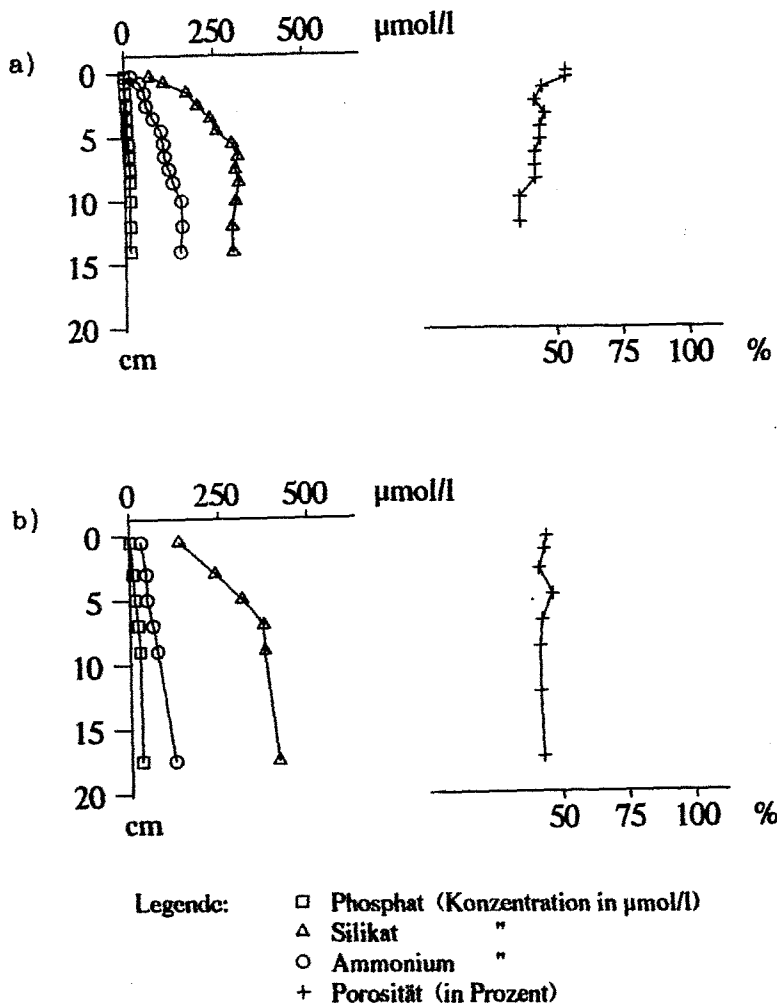 0 250 500 µmol/l
a)
0
5
10
15
20
cm
50 75 100 %
0 250 500 µmol/l
b)
0
5
10
15
20
cm
50 75 100 %
Legende:
Phosphat (Konzentration in µmol/l)
Silikat "
Ammonium "
Porosität (in Prozent)